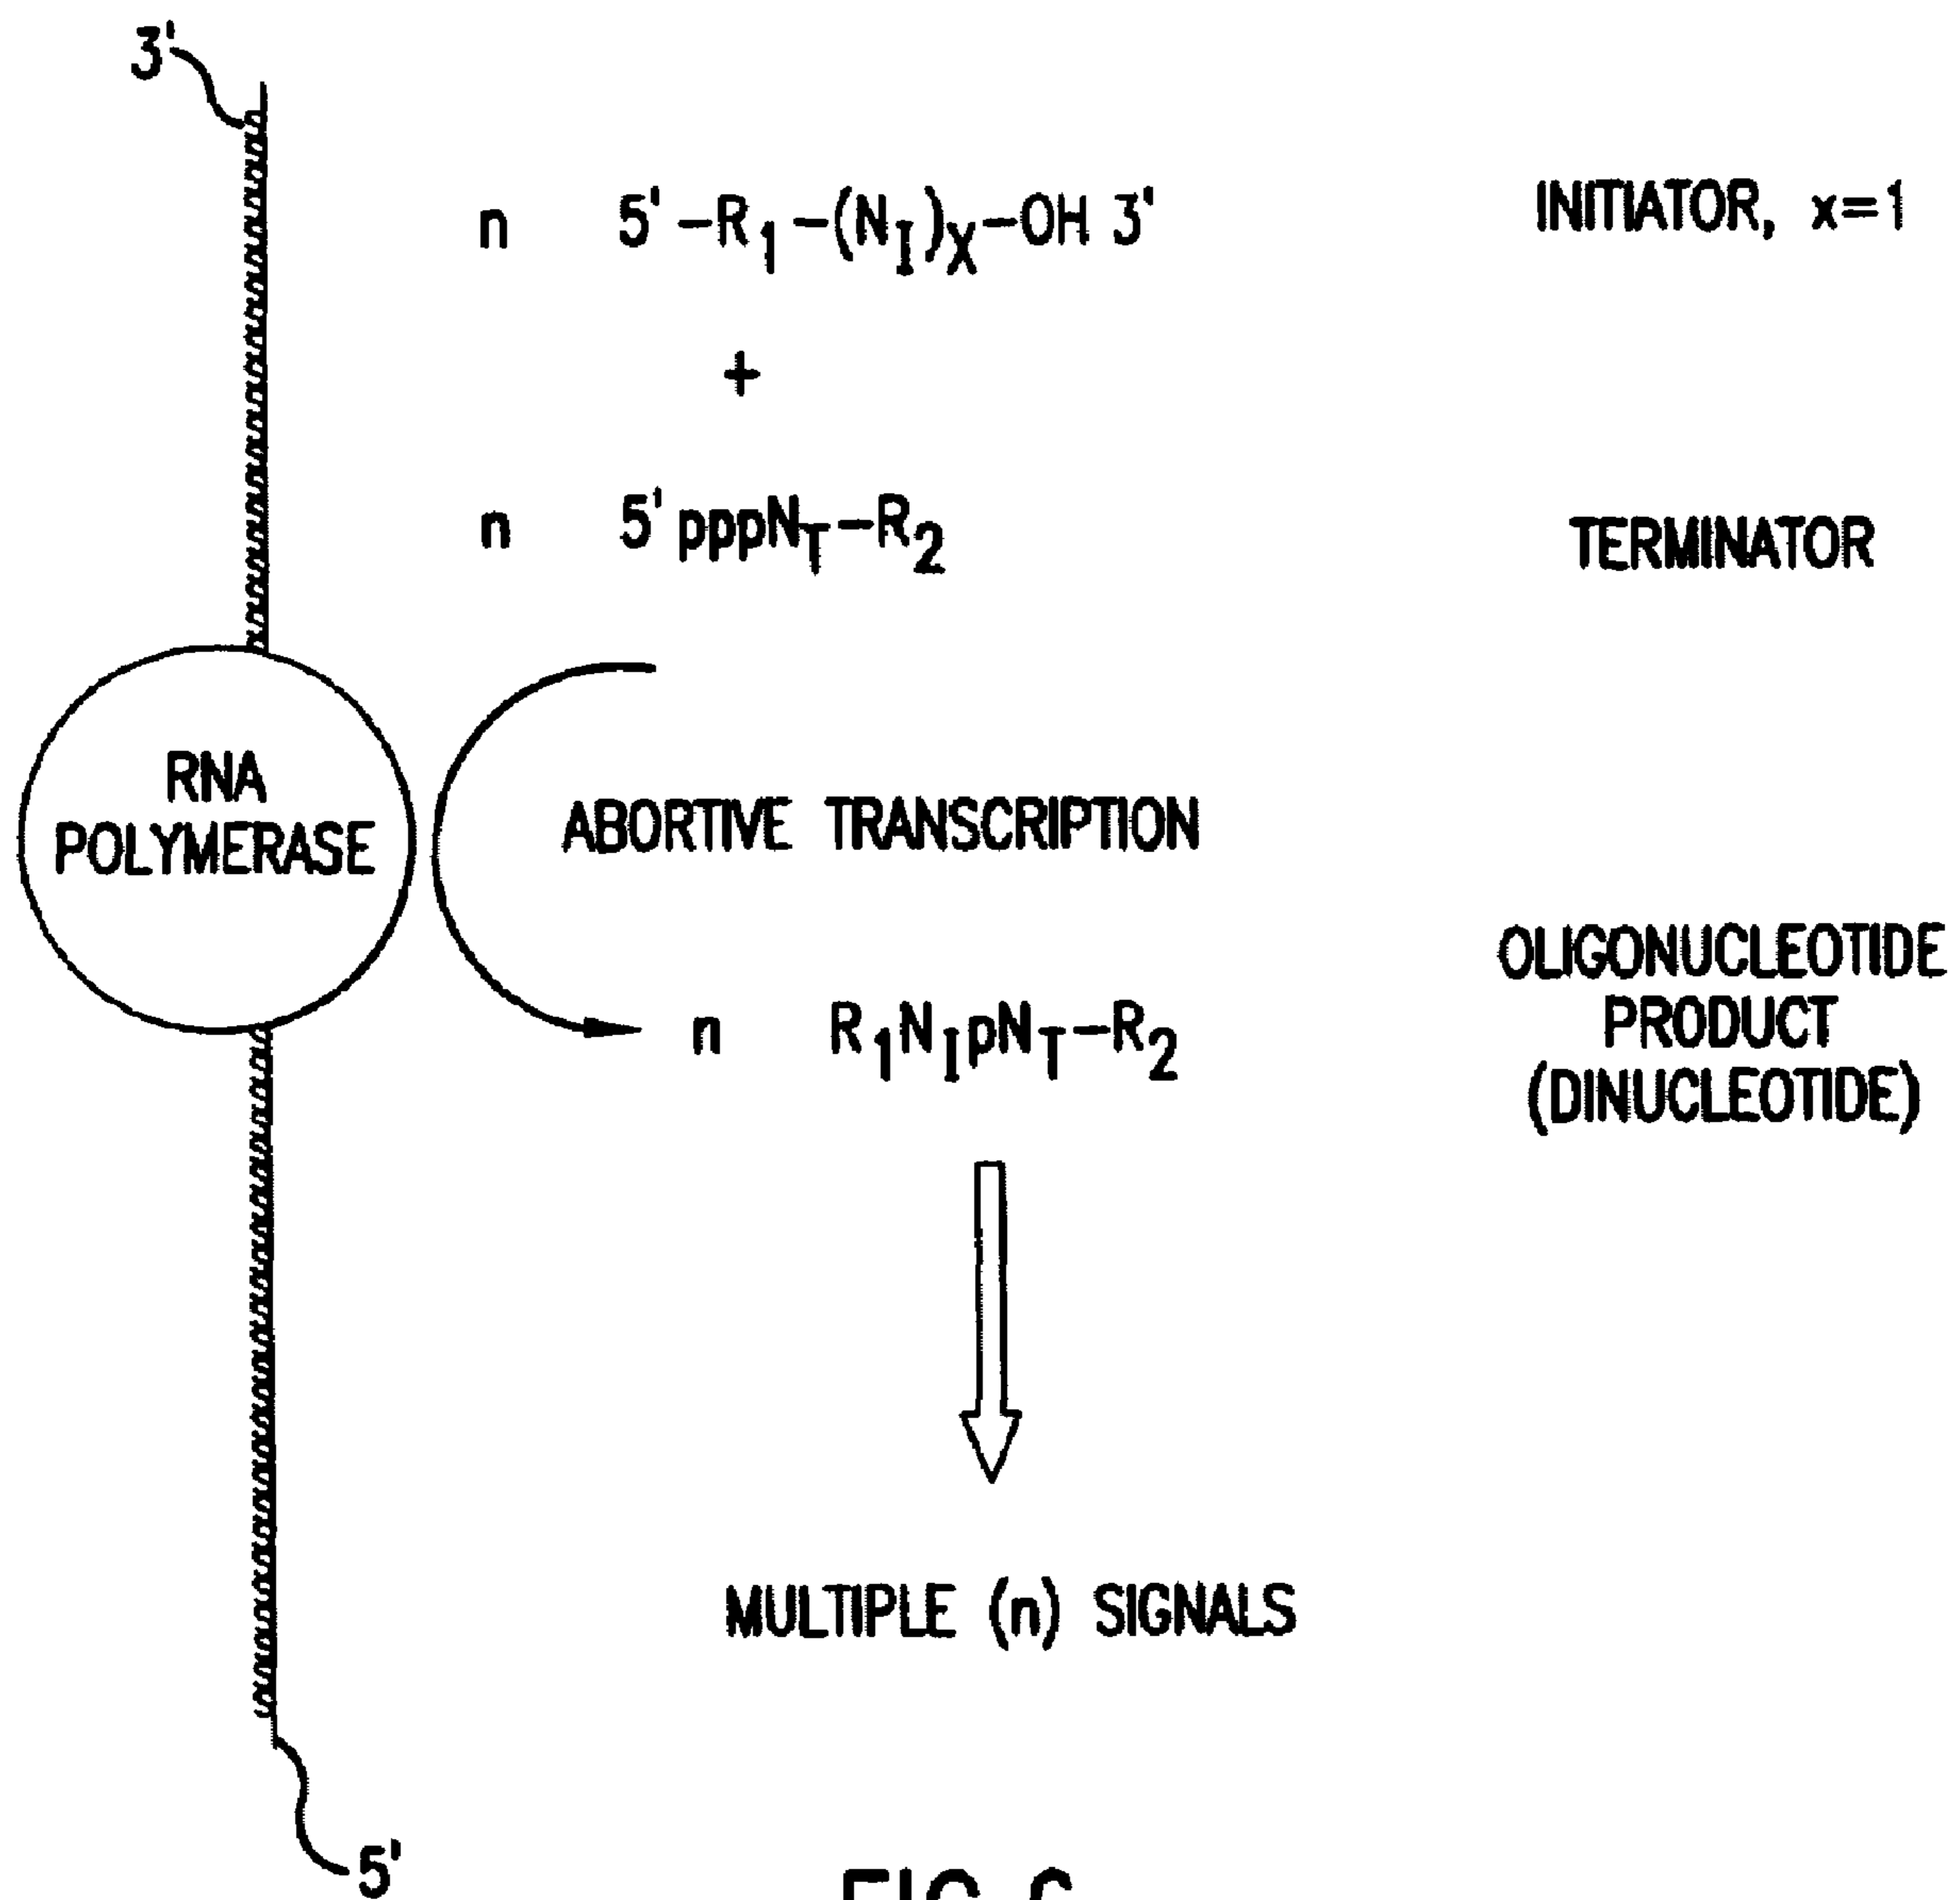 3'
n 5'-R1-(NI)X-OH 3' INITIATOR, x=1
+
n 5' pppNT-R2 TERMINATOR
RNA
POLYMERASE
ABORTIVE TRANSCRIPTION
n R1NIpNT-R2
OLIGONUCLEOTIDE
PRODUCT
(DINUCLEOTIDE)
MULTIPLE (n) SIGNALS
5'